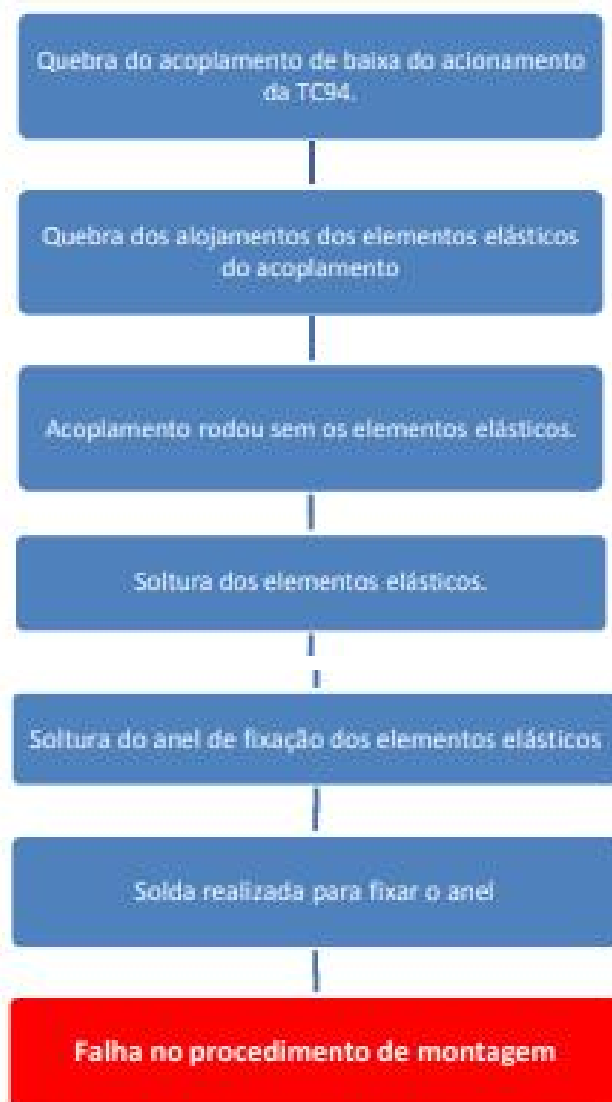 Quebra do acoplamento de baixa do acionamento
da TC94.
Quebra dos alojamentos dos elementos elásticos
do acoplamento
Acoplamento rodou sem os elementos elásticos.
Soltura dos elementos elásticos.
Soltura do anel de fixação dos elementos elásticos
Solda realizada para fixar o anel
Falha no procedimento de montagem